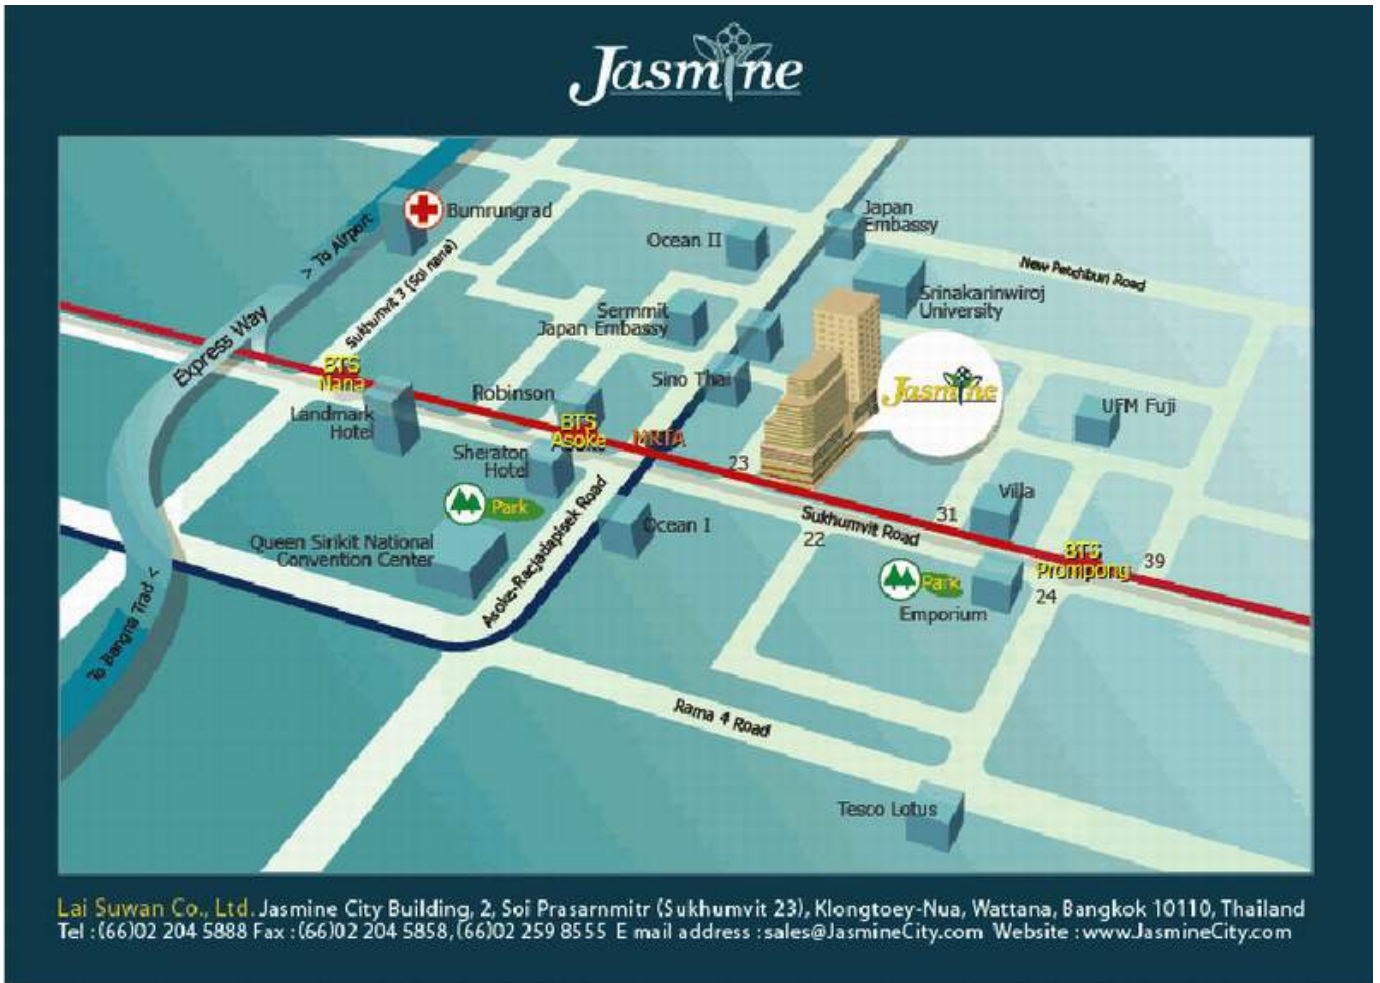 Jasmine
Bumrungrad
> To Airport
Sukhumvit 3 (Soi nana)
Express Way
Ocean II
Japan
Embassy
New Petchburi Road
Srinakarinwiroj
University
Sermmit
Japan Embassy
Sino Thai
Jasmine
UFM Fuji
BTS
Nana
Landmark
Hotel
Robinson
BTS
Asoke
MRTA
Sheraton
Hotel
23
Park
Ocean I
Villa
31
Sukhumvit Road
22
Queen Sirikit National
Convention Center
Asoke-Racjadapisek Road
BTS
Prompong
39
Park
24
Emporium
To Bangna Trad <
Rama 4 Road
Tesco Lotus
Lai Suwan Co., Ltd. Jasmine City Building, 2, Soi Prasarnmitr (Sukhumvit 23), Klongtoey-Nua, Wattana, Bangkok 10110, Thailand
Tel :(66)02 204 5888 Fax :(66)02 204 5858,(66)02 259 8555 E mail address :sales@JasmineCity.com Website :www.JasmineCity.com